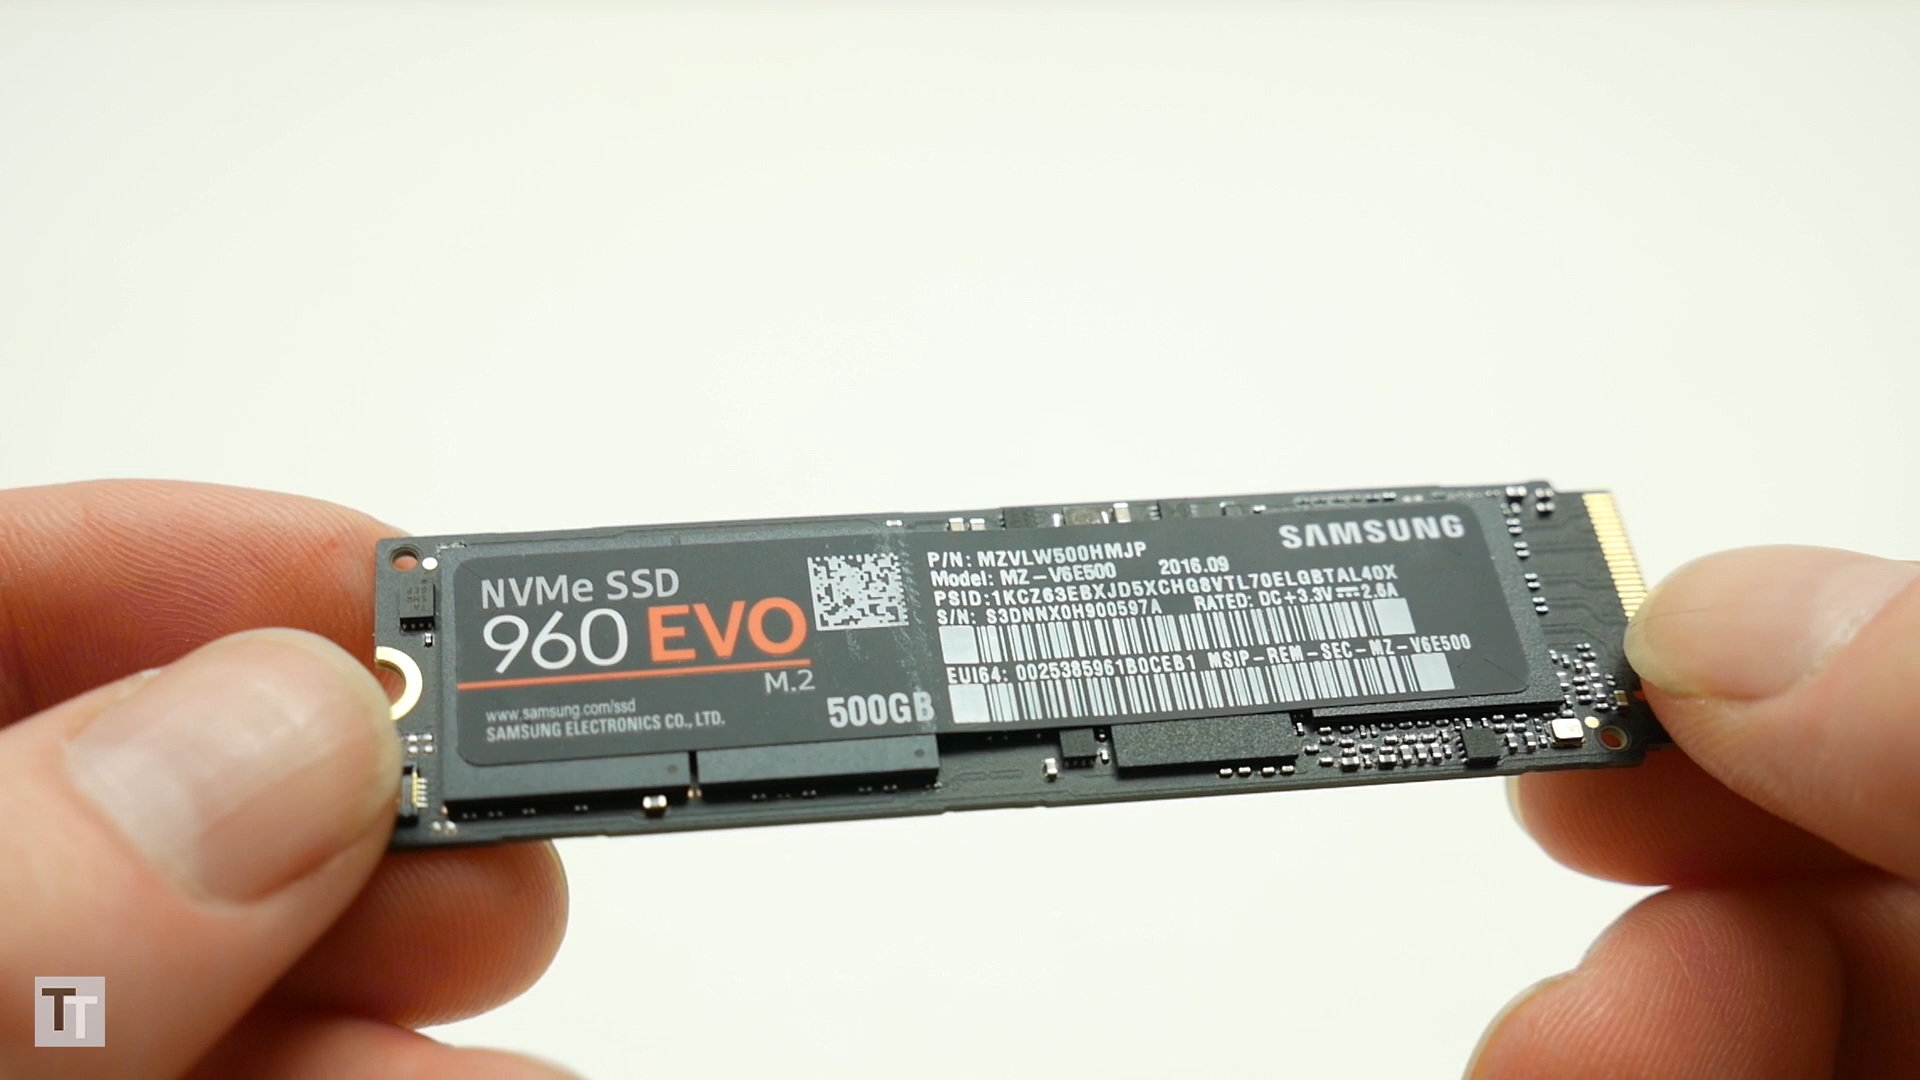 NVMe SSD
960 EVO
M.2
www.samsung.com/ssd
SAMSUNG ELECTRONICS CO., LTD.
500GB
SAMSUNG
P/N: MZVLW500HMJP
Model: MZ-V6E500 2016.09
PSID:1KCZ63EBXJD5XCHG8VTL70ELQBTAL40X
S/N: S3DNNX0H900597A RATED: DC+3.3V⎓2.6A
EUI64: 0025385961B0CEB1 MSIP-REM-SEC-MZ-V6E500
TT